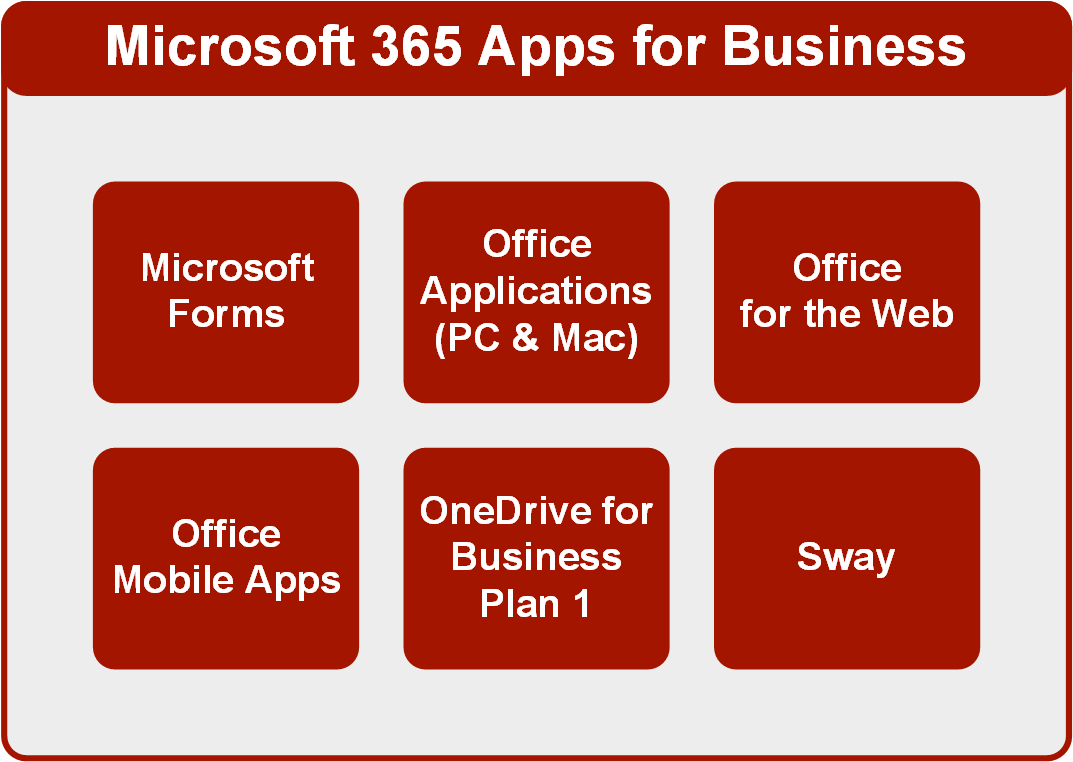 Microsoft 365 Apps for Business
Microsoft
Forms
Office
Applications
(PC & Mac)
Office
for the Web
Office
Mobile Apps
OneDrive for
Business
Plan 1
Sway